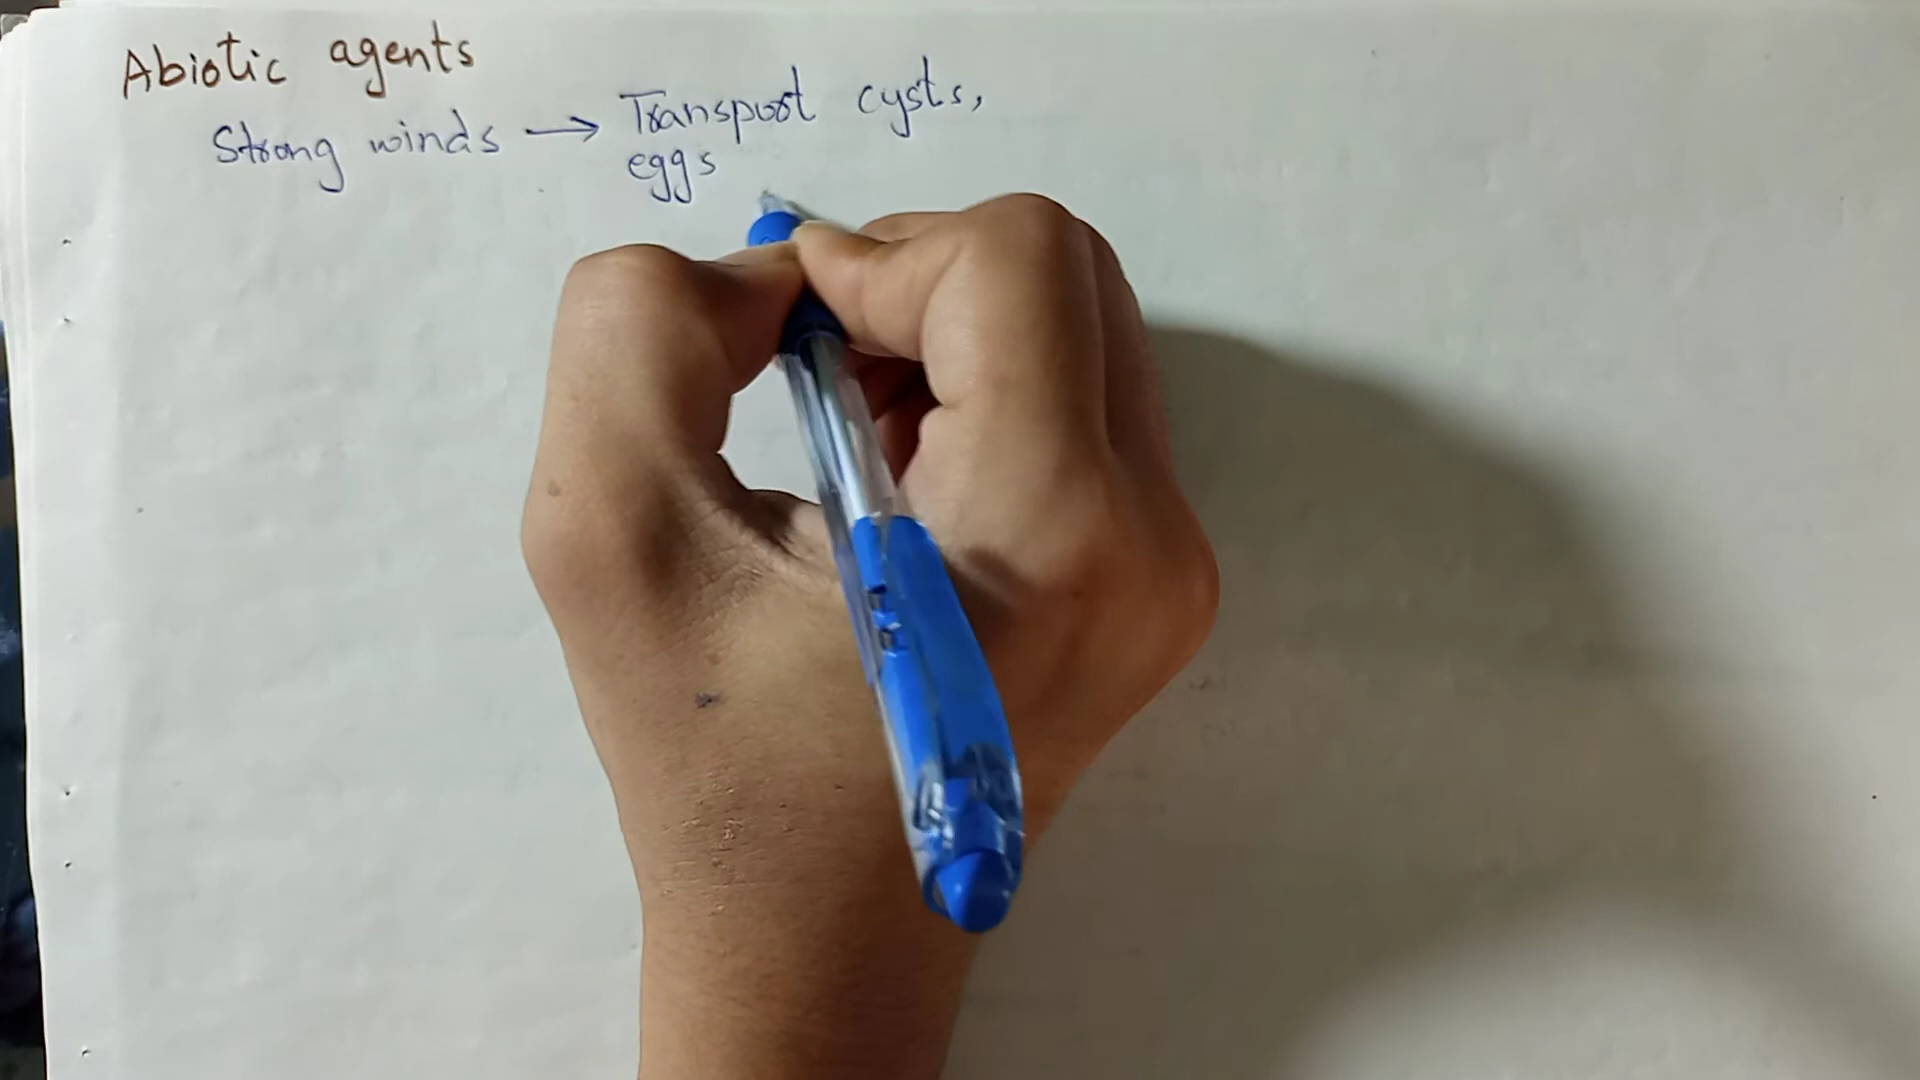 Abiotic agents
Strong winds → Transport cysts,
eggs